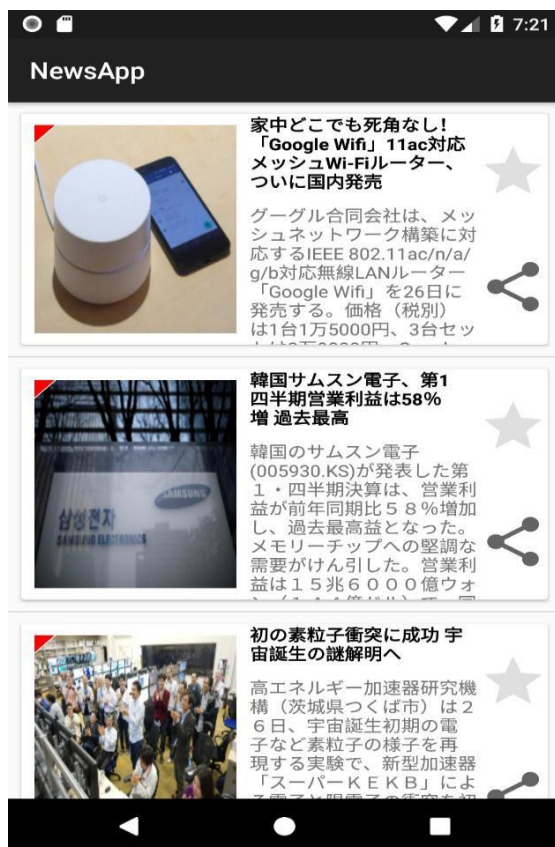 7:21
NewsApp
家中どこでも死角なし!
「Google Wifi」11ac対応
メッシュWi-Fiルーター、
ついに国内発売
グーグル合同会社は、メッ
シュネットワーク構築に対
応するIEEE 802.11ac/n/a/
g/b対応無線LANルーター
「Google Wifi」を26日に
発売する。価格(税別)
は1台1万5000円、3台セッ
韓国サムスン電子、第1
四半期営業利益は58%
増 過去最高
韓国のサムスン電子
(005930.KS)が発表した第
1・四半期決算は、営業利
益が前年同期比58%増加
し、過去最高益となった。
メモリーチップへの堅調な
需要がけん引した。営業利
益は15兆6000億ウォ
SAMSUNG
삼성전자
SAMSUNG ELECTRONICS
初の素粒子衝突に成功 宇
宙誕生の謎解明へ
高エネルギー加速器研究機
構(茨城県つくば市)は2
6日、宇宙誕生初期の電
子など素粒子の様子を再
現する実験で、新型加速器
「スーパーKEKB」によ